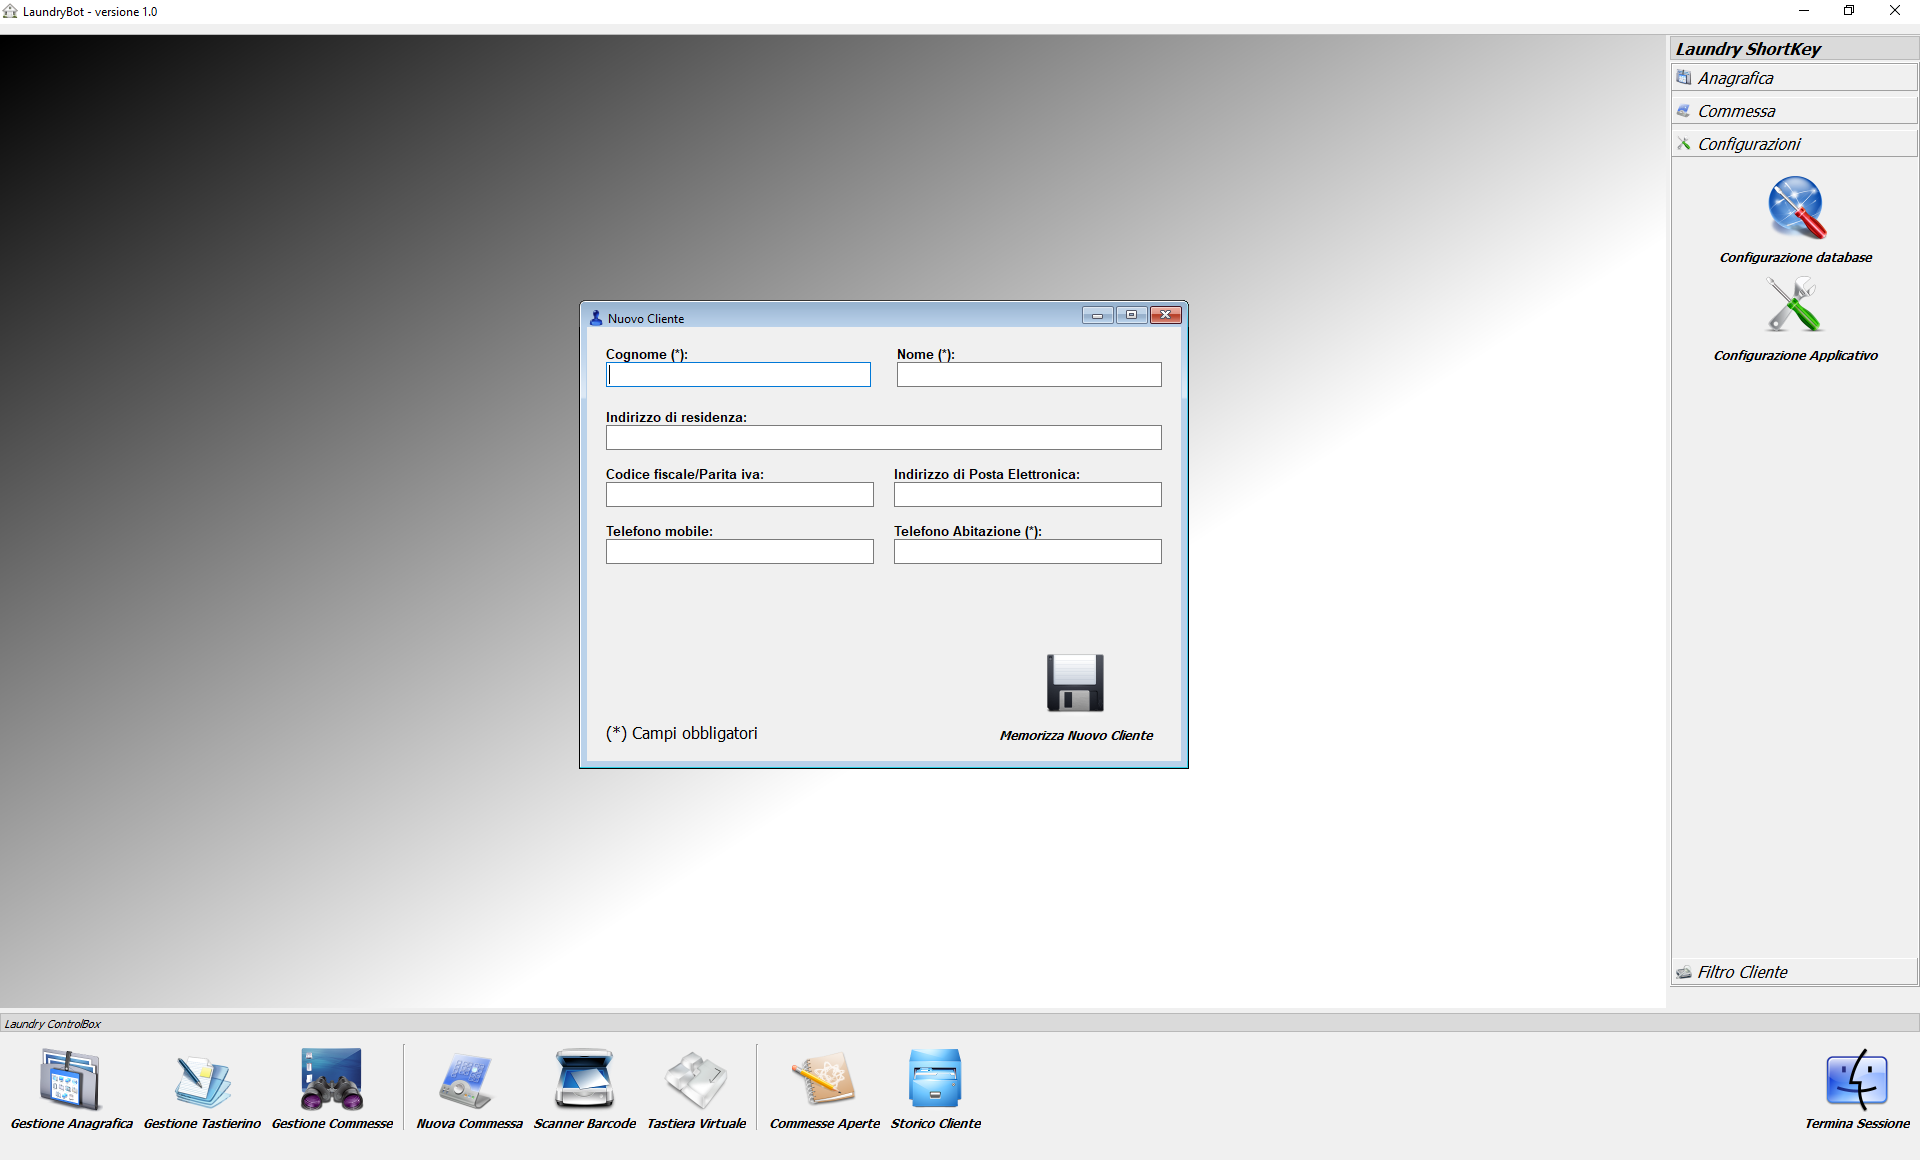 LaundryBot - versione 1.0
Laundry ShortKey
Anagrafica
Commessa
Configurazioni
Configurazione database
Configurazione Applicativo
Nuovo Cliente
Cognome (*):
Nome (*):
Indirizzo di residenza:
Codice fiscale/Parita iva:
Indirizzo di Posta Elettronica:
Telefono mobile:
Telefono Abitazione (*):
(*) Campi obbligatori
Memorizza Nuovo Cliente
Filtro Cliente
Laundry ControlBox
Gestione Anagrafica
Gestione Tastierino
Gestione Commesse
Nuova Commessa
Scanner Barcode
Tastiera Virtuale
Commesse Aperte
Storico Cliente
Termina Sessione